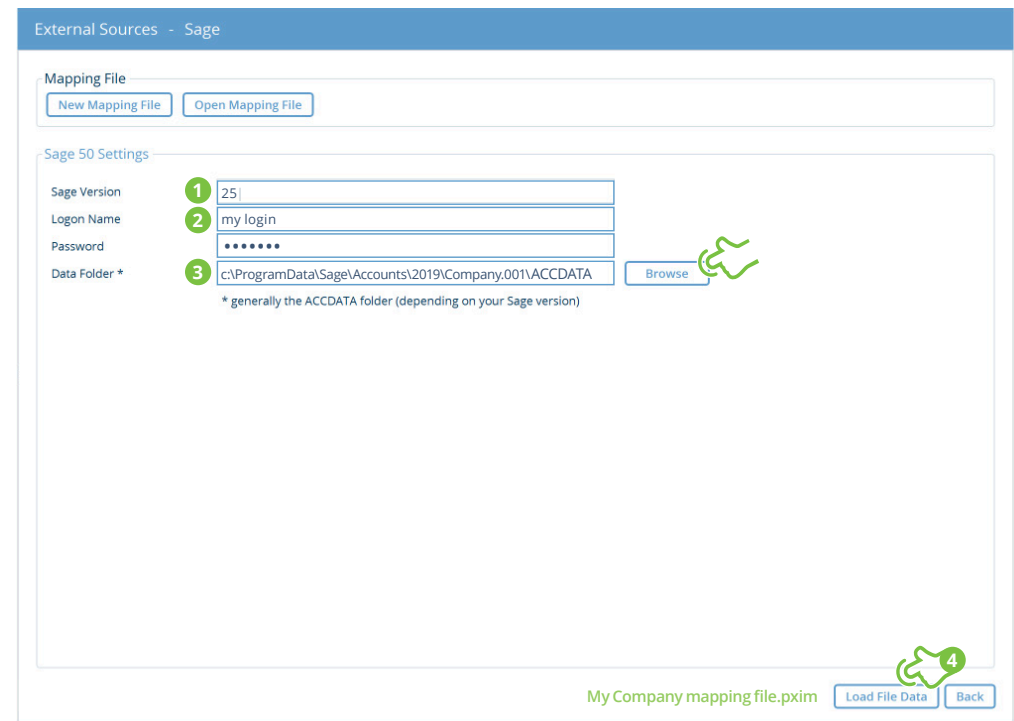 External Sources - Sage
Mapping File
New Mapping File Open Mapping File
Sage 50 Settings
Sage Version 1 25
Logon Name 2 my login
Password •••••••
Data Folder * 3 c:\ProgramData\Sage\Accounts\2019\Company.001\ACCDATA Browse
* generally the ACCDATA folder (depending on your Sage version)
4
My Company mapping file.pxim Load File Data Back